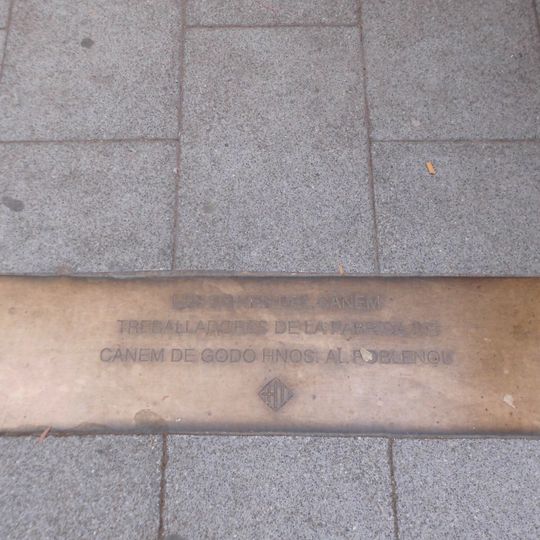 LES DONES DEL CÀNEM
TREBALLADORES DE LA FÀBRICA DE
CÀNEM DE GODÓ HNOS. AL POBLENOU